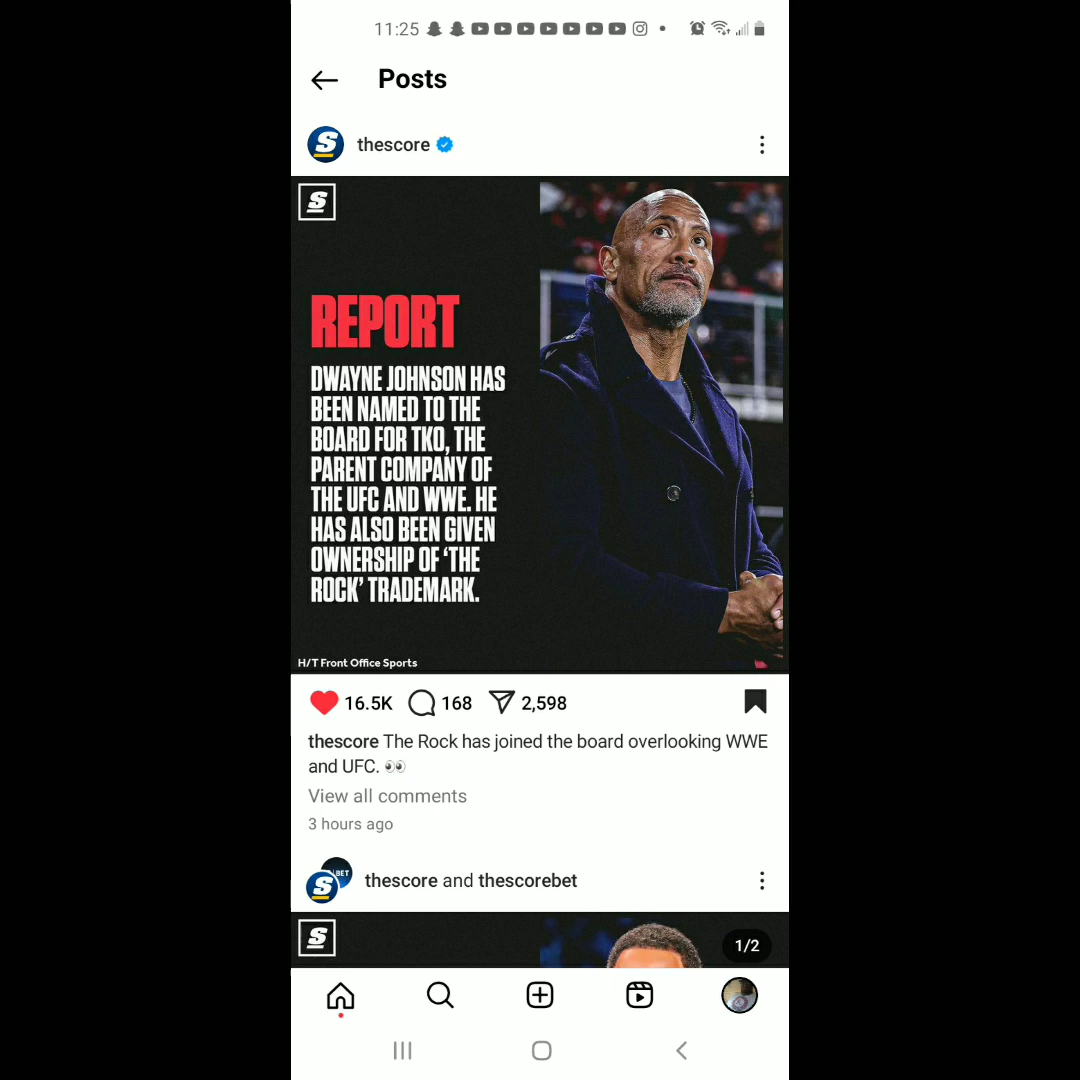 11:25
Posts
thescore
S
REPORT
DWAYNE JOHNSON HAS
BEEN NAMED TO THE
BOARD FOR TKO, THE
PARENT COMPANY OF
THE UFC AND WWE. HE
HAS ALSO BEEN GIVEN
OWNERSHIP OF ‘THE
ROCK’ TRADEMARK.
H/T Front Office Sports
16.5K 168 2,598
thescore The Rock has joined the board overlooking WWE
and UFC. 👀
View all comments
3 hours ago
BET
S
thescore and thescorebet
S
1/2